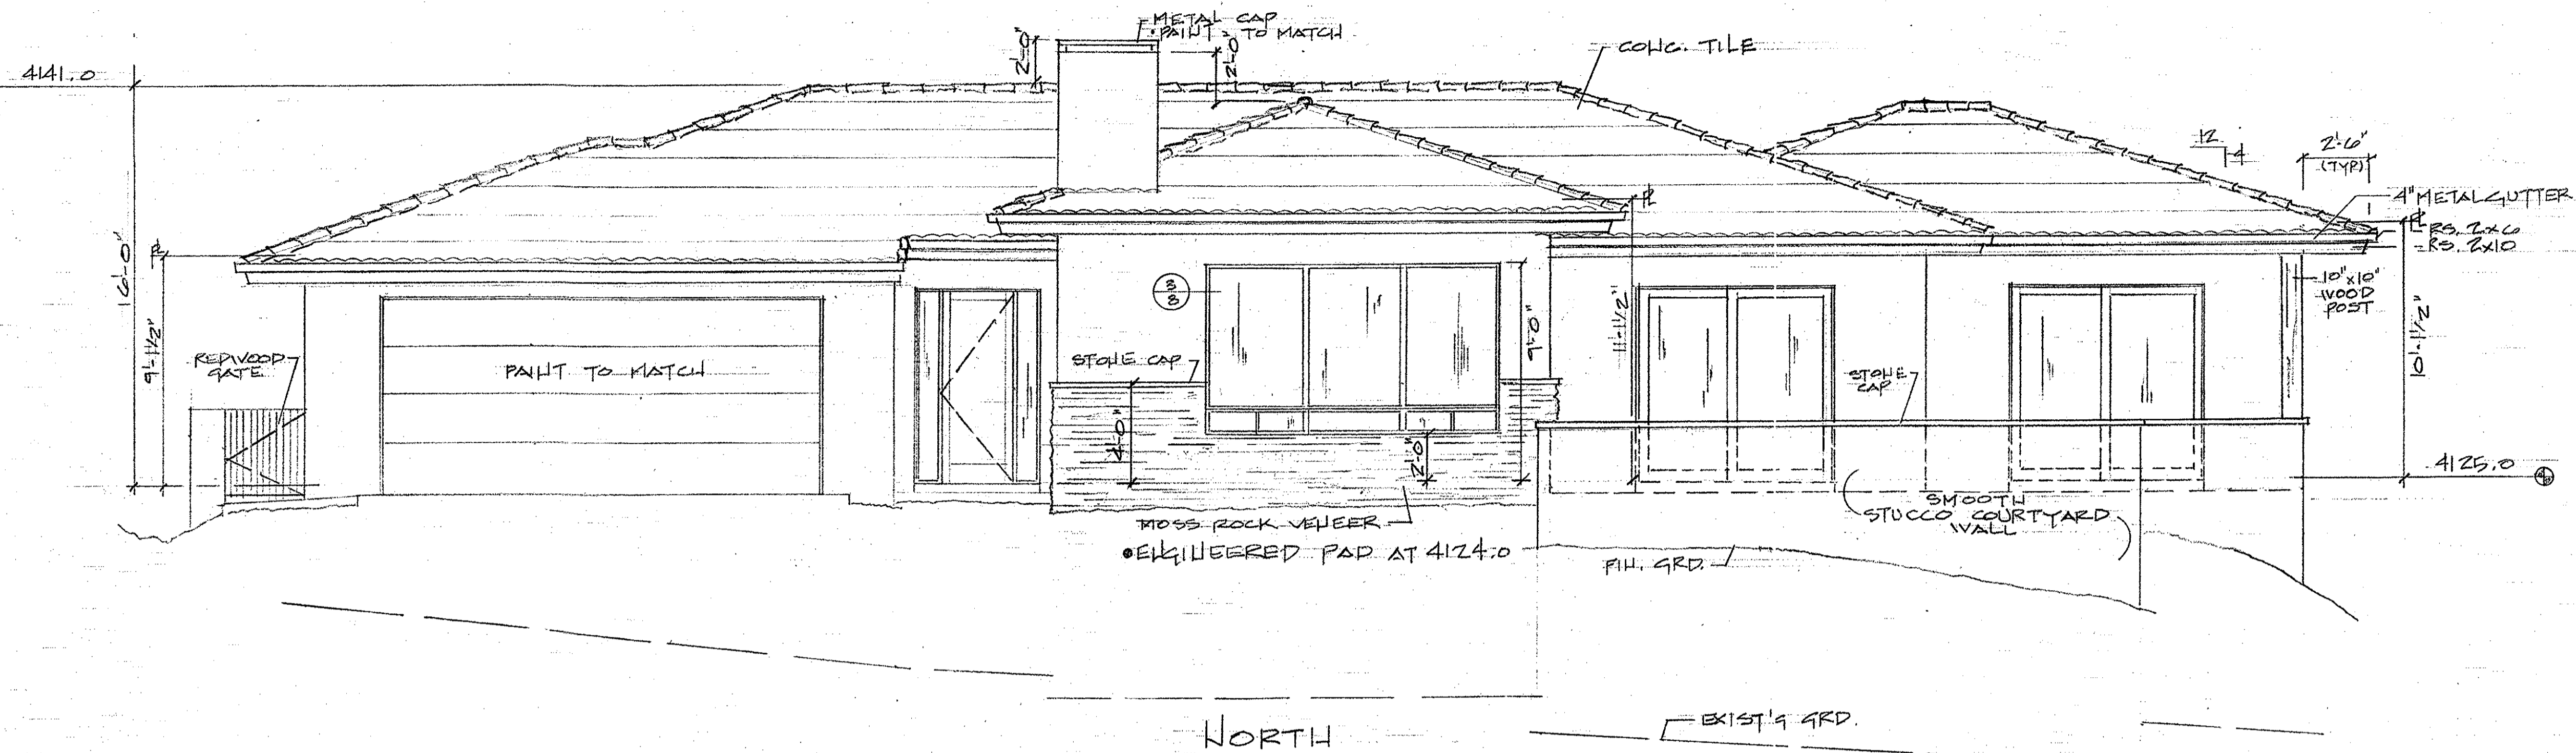 METAL CAP
• PAINT - TO MATCH
2'-0"
2'-0"
CONC. TILE
4141.0
12
4
2'-6"
(TYP.)
4" METAL GUTTER
PL
RS. 2x6
RS. 2x10
PL
PL
16'-0"
9'-1 1/2"
3
8
10"x10"
WOOD
POST
11'-1 1/2"
9'-0"
10'-1 1/2"
REDWOOD
GATE
PAINT TO MATCH
STONE CAP
STONE
CAP
4'-0"
2'-0"
4125.0
SMOOTH
STUCCO COURTYARD
WALL
MOSS ROCK VENEER
• ENGINEERED PAD AT 4124.0
FIN. GRD.
EXIST'G GRD.
NORTH